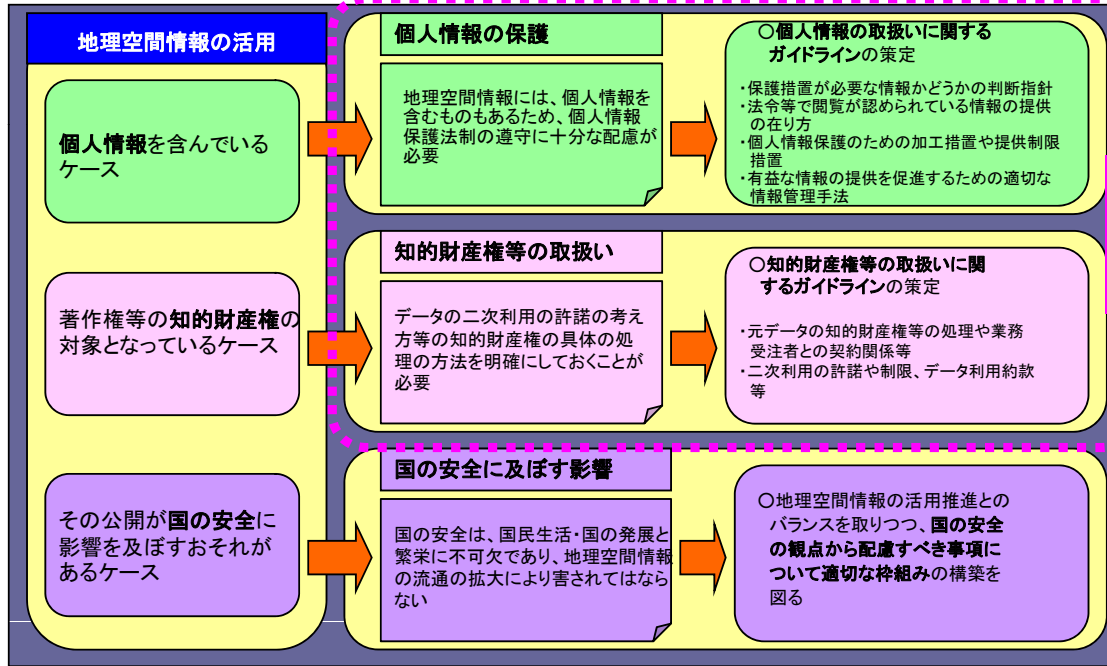 地理空間情報の活用
個人情報を含んでいる
ケース
著作権等の知的財産権の
対象となっているケース
その公開が国の安全に
影響を及ぼすおそれが
あるケース
個人情報の保護
地理空間情報には、個人情報を
含むものもあるため、個人情報
保護法制の遵守に十分な配慮が
必要
○個人情報の取扱いに関する
ガイドラインの策定
・保護措置が必要な情報かどうかの判断指針
・法令等で閲覧が認められている情報の提供
の在り方
・個人情報保護のための加工措置や提供制限
措置
・有益な情報の提供を促進するための適切な
情報管理手法
知的財産権等の取扱い
データの二次利用の許諾の考え
方等の知的財産権の具体の処
理の方法を明確にしておくことが
必要
○知的財産権等の取扱いに関
するガイドラインの策定
・元データの知的財産権等の処理や業務
受注者との契約関係等
・二次利用の許諾や制限、データ利用約款
等
国の安全に及ぼす影響
国の安全は、国民生活・国の発展と
繁栄に不可欠であり、地理空間情報
の流通の拡大により害されてはなら
ない
○地理空間情報の活用推進との
バランスを取りつつ、国の安全
の観点から配慮すべき事項に
ついて適切な枠組みの構築を
図る